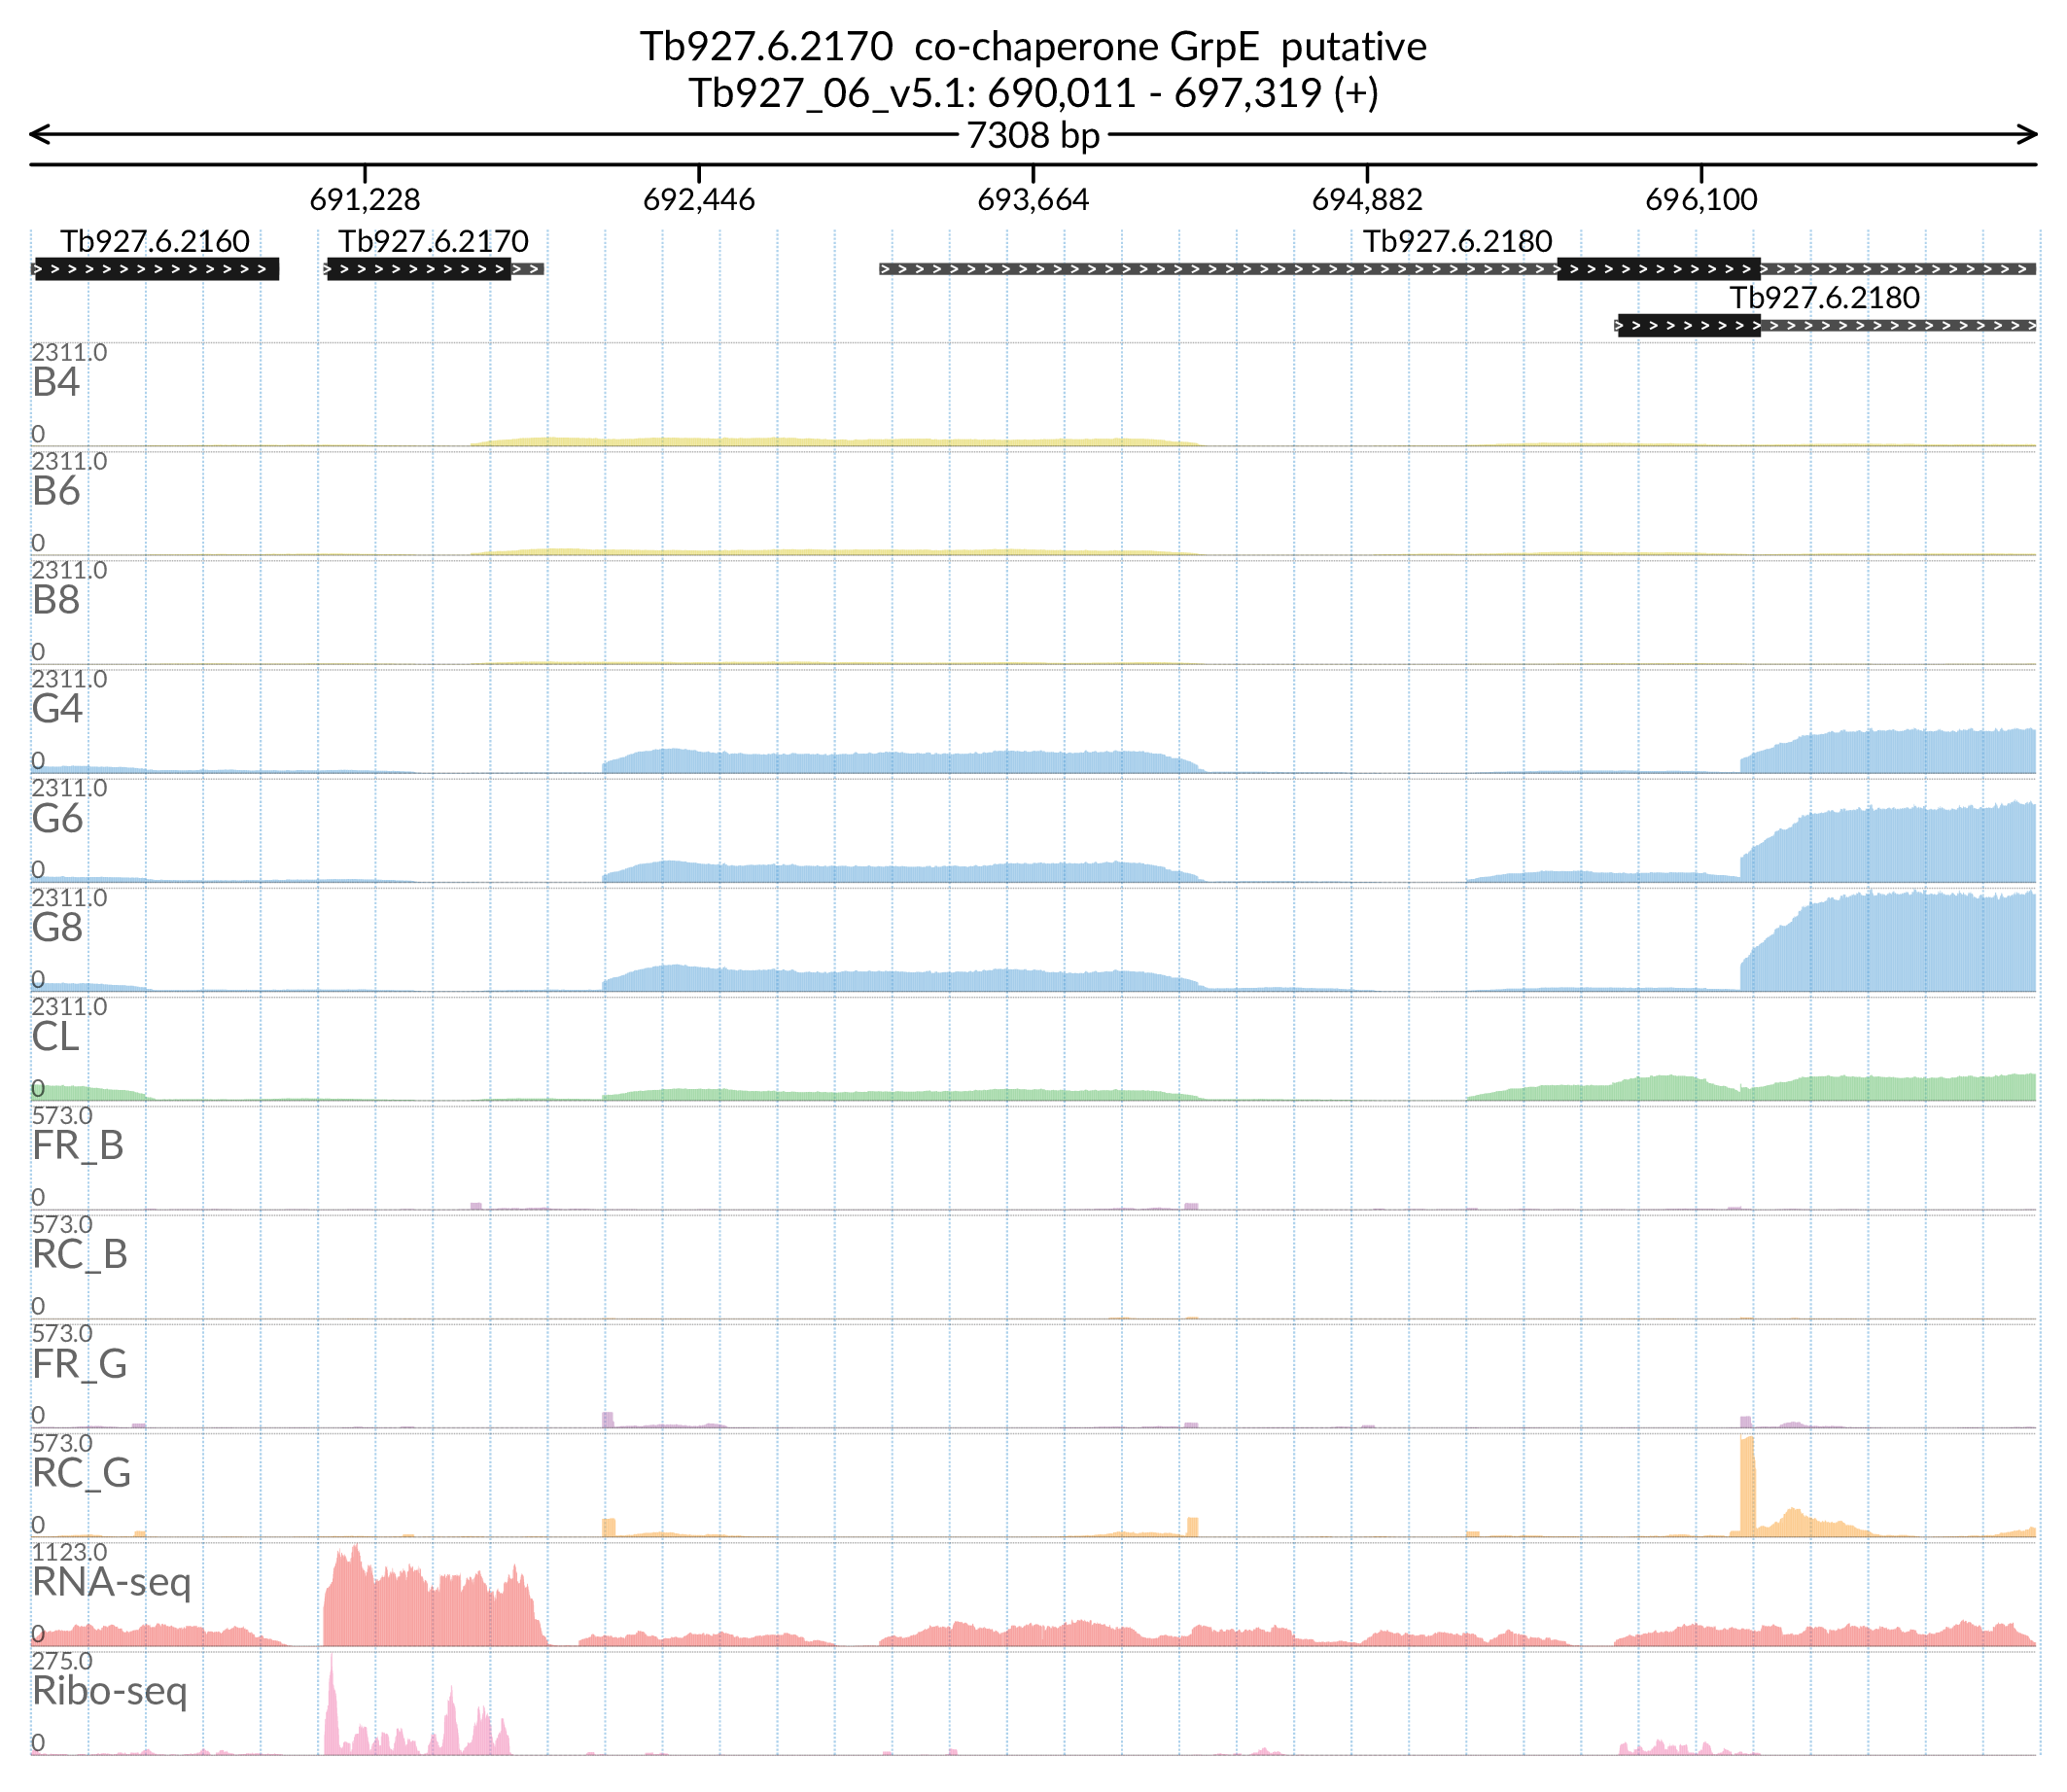 Tb927.6.2170  co-chaperone GrpE  putative
Tb927_06_v5.1: 690,011 - 697,319 (+)
7308 bp
691,228 692,446 693,664 694,882 696,100
Tb927.6.2160 Tb927.6.2170 Tb927.6.2180
Tb927.6.2180
2311.0
B4
0
2311.0
B6
0
2311.0
B8
0
2311.0
G4
0
2311.0
G6
0
2311.0
G8
0
2311.0
CL
0
573.0
FR_B
0
573.0
RC_B
0
573.0
FR_G
0
573.0
RC_G
0
1123.0
RNA-seq
0
275.0
Ribo-seq
0